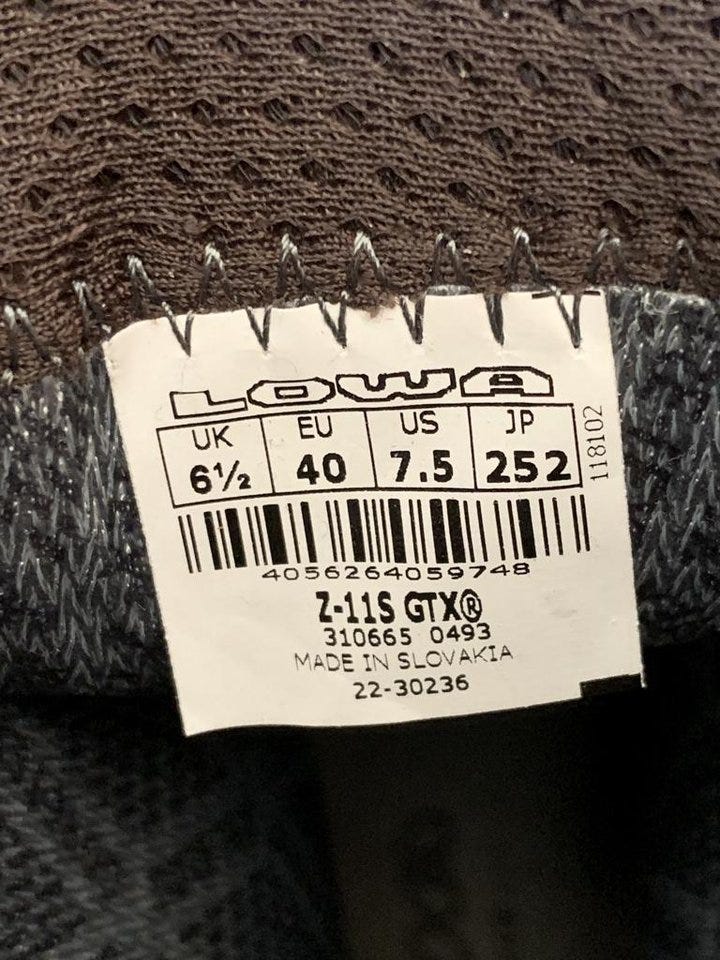 LOWA
UK EU US JP
6½ 40 7.5 252
118102
4056264059748
Z-11S GTX®
310665 0493
MADE IN SLOVAKIA
22-30236